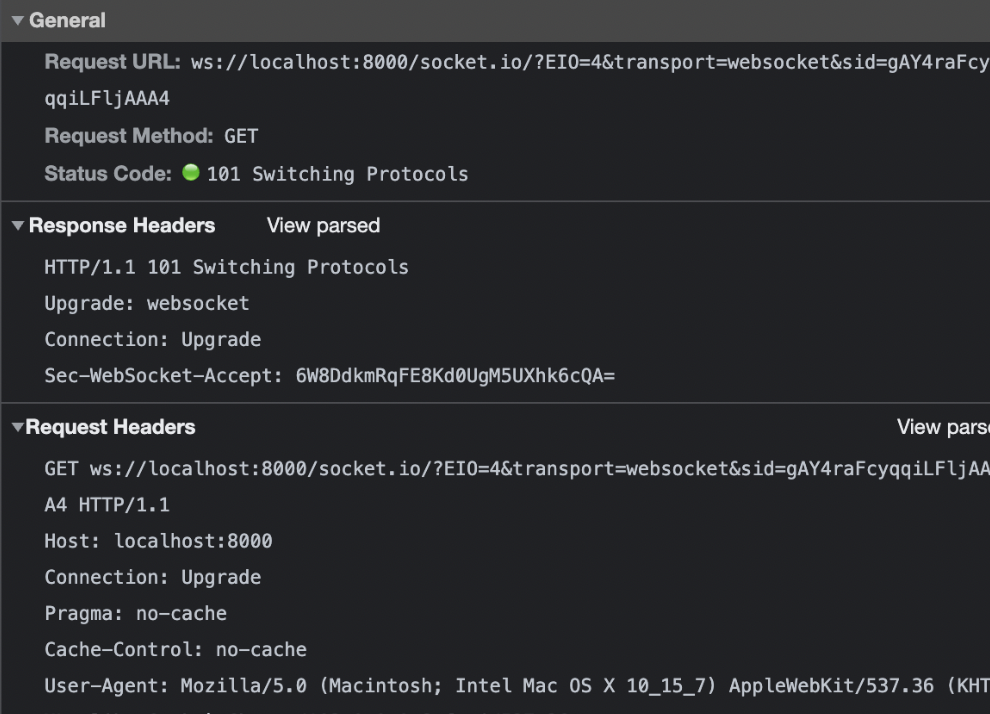 General
Request URL: ws://localhost:8000/socket.io/?EIO=4&transport=websocket&sid=gAY4raFcy
qqiLFljAAA4
Request Method: GET
Status Code: 101 Switching Protocols
Response Headers View parsed
HTTP/1.1 101 Switching Protocols
Upgrade: websocket
Connection: Upgrade
Sec-WebSocket-Accept: 6W8DdkmRqFE8Kd0UgM5UXhk6cQA=
Request Headers View parse
GET ws://localhost:8000/socket.io/?EIO=4&transport=websocket&sid=gAY4raFcyqqiLFljAA
A4 HTTP/1.1
Host: localhost:8000
Connection: Upgrade
Pragma: no-cache
Cache-Control: no-cache
User-Agent: Mozilla/5.0 (Macintosh; Intel Mac OS X 10_15_7) AppleWebKit/537.36 (KHT